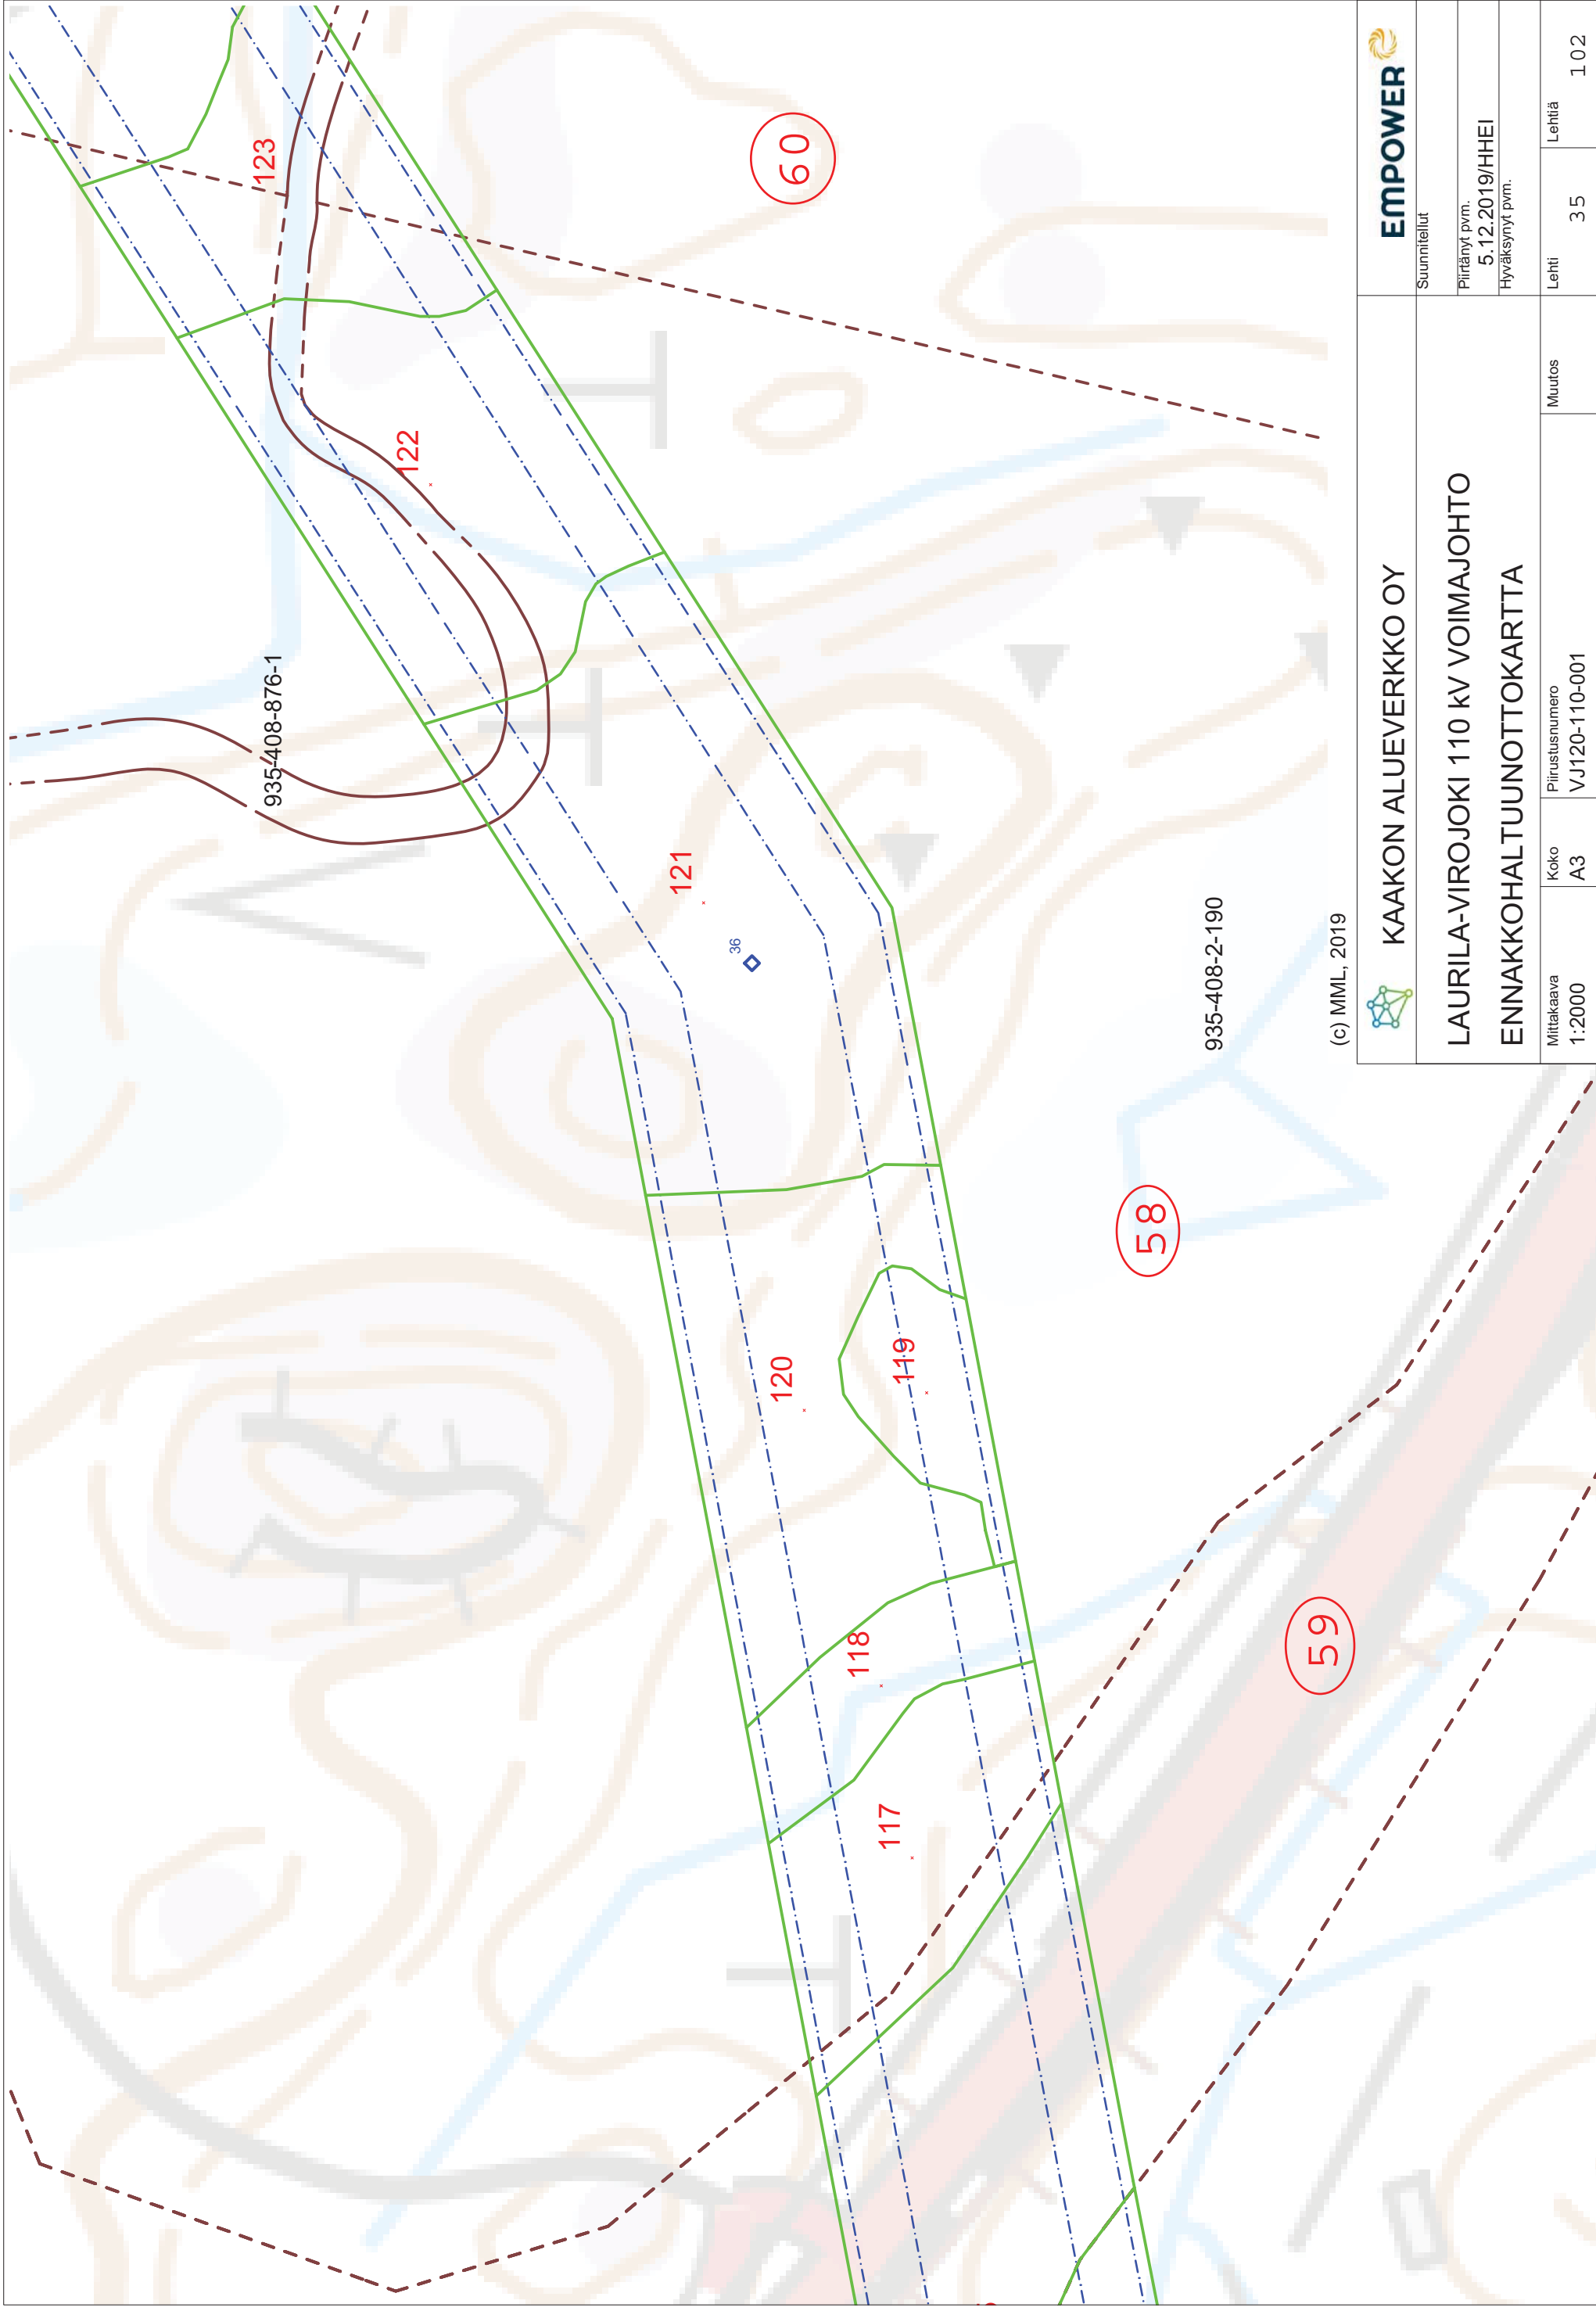 123
60
122
935-408-876-1
121
36
120
119
118
117
58
59
935-408-2-190
(c) MML, 2019
KAAKON ALUEVERKKO OY
EMPOWER
LAURILA-VIROJOKI 110 kV VOIMAJOHTO
ENNAKKOHALTUUNOTTOKARTTA
Suunnitellut
Piirtänyt pvm.
5.12.2019/HHEI
Hyväksynyt pvm.
Mittakaava
1:2000
Koko
A3
Piirustusnumero
VJ120-110-001
Muutos
Lehti
35
Lehtiä
102